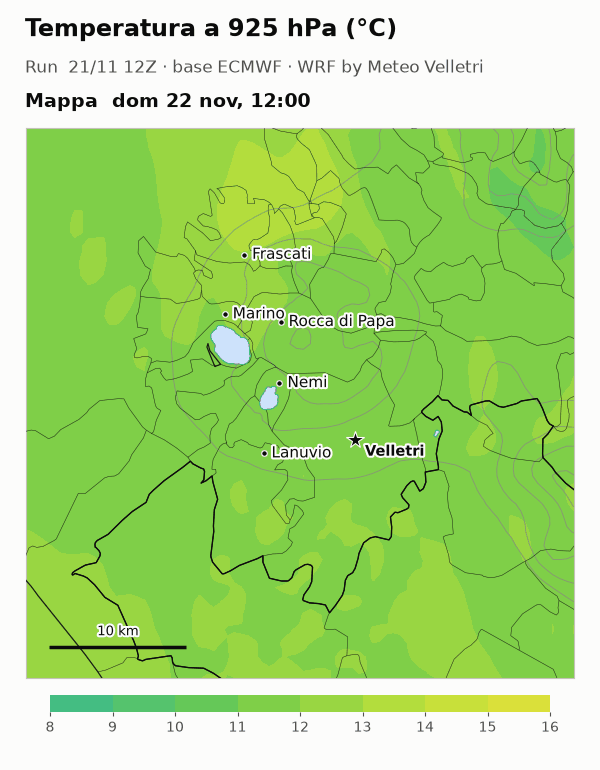 Temperatura a 925 hPa (°C)
Run 21/11 12Z · base ECMWF · WRF by Meteo Velletri
Mappa dom 22 nov, 12:00
Frascati
Marino
Rocca di Papa
Nemi
Velletri
Lanuvio
10 km
8 9 10 11 12 13 14 15 16